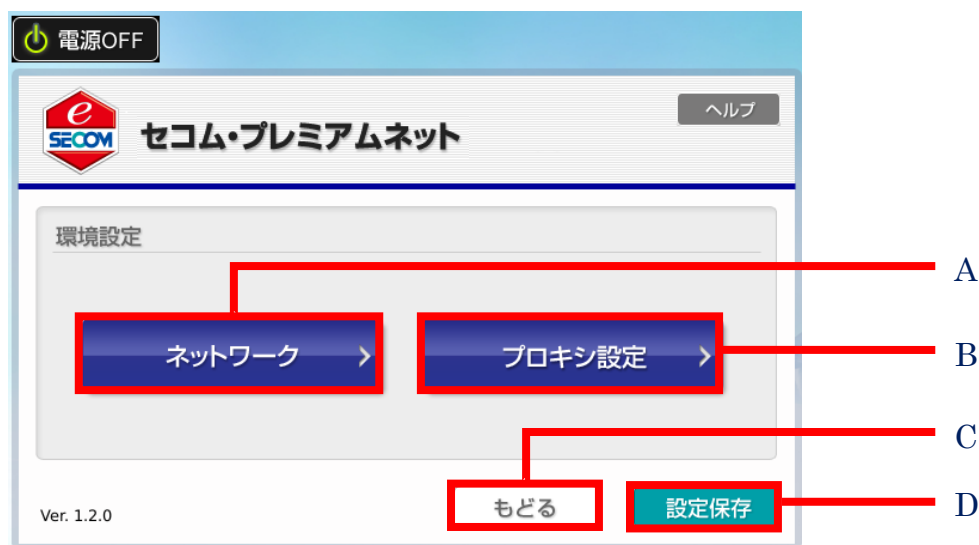 電源OFF
ヘルプ
e
SECOM
セコム・プレミアムネット
環境設定
A
ネットワーク
プロキシ設定
B
C
もどる
設定保存
D
Ver. 1.2.0